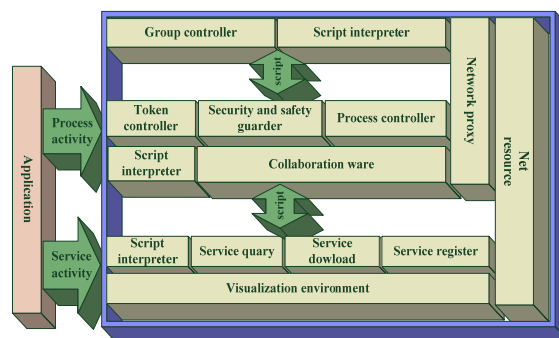 Group controller
Script interpreter
script
Network proxy
Net
resource
Application
Process
activity
Token
controller
Security and safety
guarder
Process controller
Script
interpreter
Collaboration ware
script
Service
activity
Script
interpreter
Service quary
Service
dowload
Service register
Visualization environment